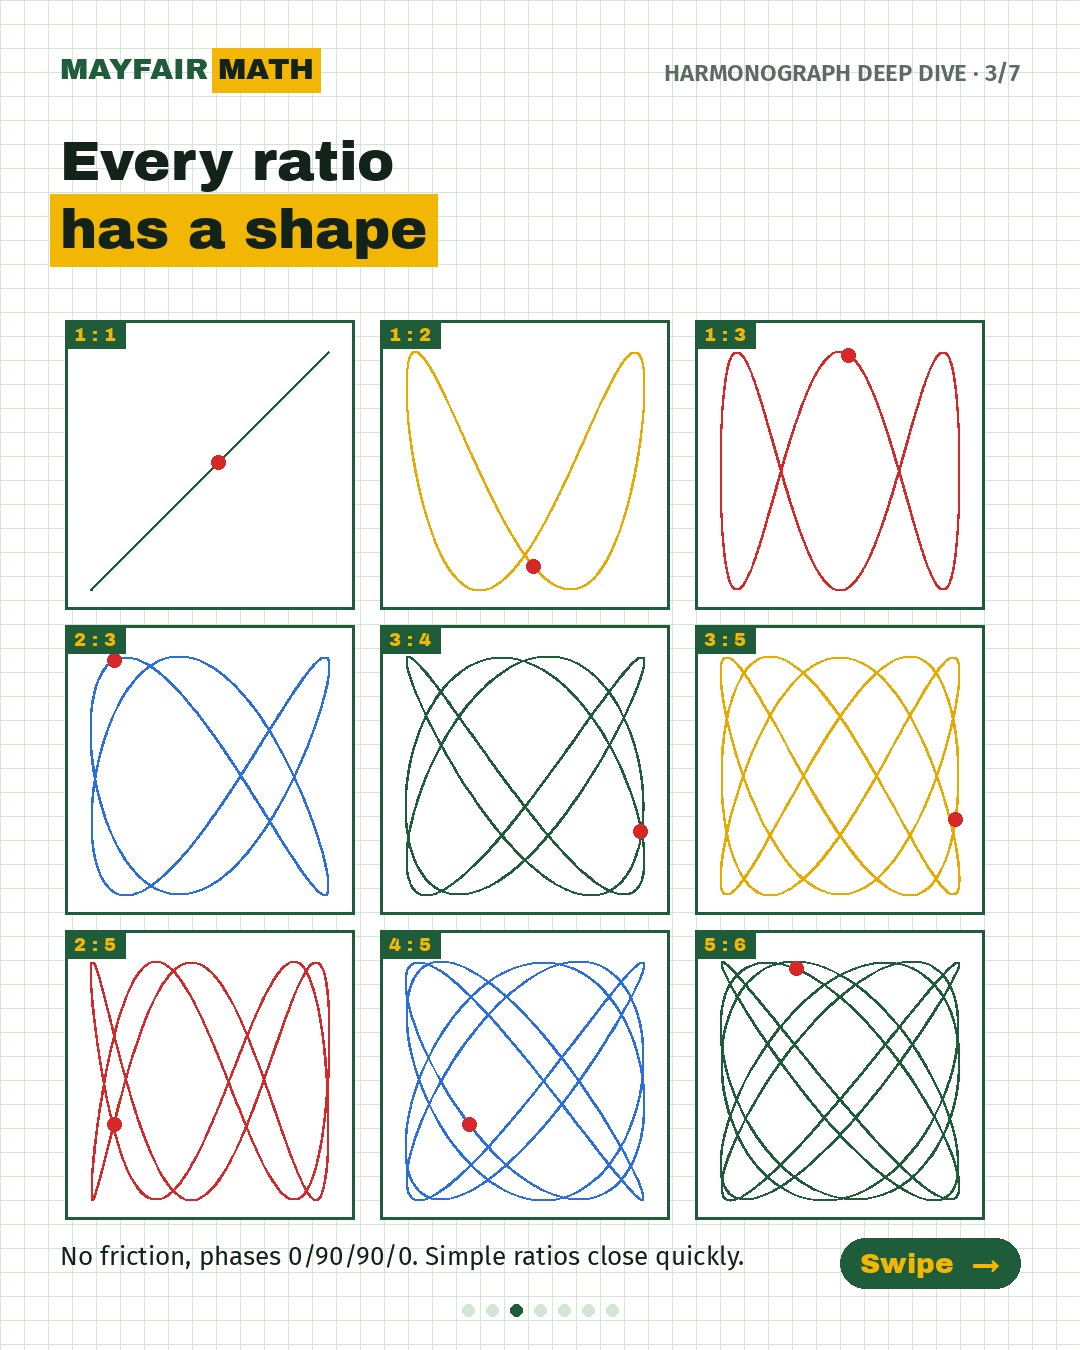 MAYFAIR MATH
HARMONOGRAPH DEEP DIVE · 3/7
Every ratio
has a shape
1 : 1
1 : 2
1 : 3
2 : 3
3 : 4
3 : 5
2 : 5
4 : 5
5 : 6
No friction, phases 0/90/90/0. Simple ratios close quickly.
Swipe →